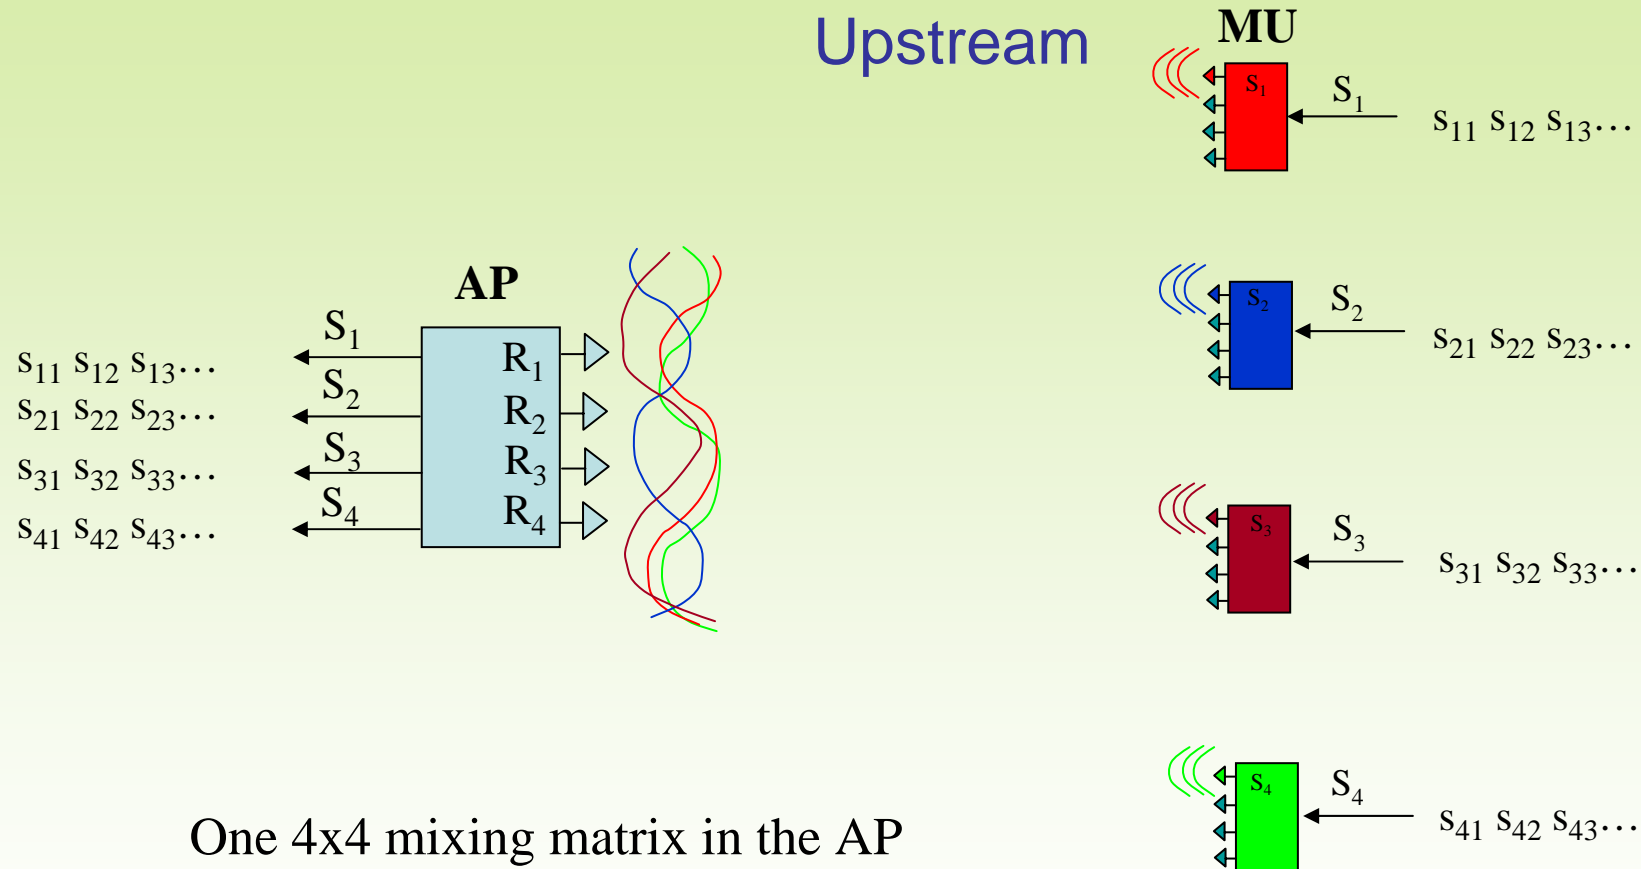 Upstream
MU
s₁
S₁
s₁₁ s₁₂ s₁₃…
s₂
S₂
s₂₁ s₂₂ s₂₃…
AP
S₁
R₁
s₁₁ s₁₂ s₁₃…
S₂
R₂
s₂₁ s₂₂ s₂₃…
S₃
R₃
s₃₁ s₃₂ s₃₃…
S₄
R₄
s₄₁ s₄₂ s₄₃…
s₃
S₃
s₃₁ s₃₂ s₃₃…
s₄
S₄
s₄₁ s₄₂ s₄₃…
One 4x4 mixing matrix in the AP